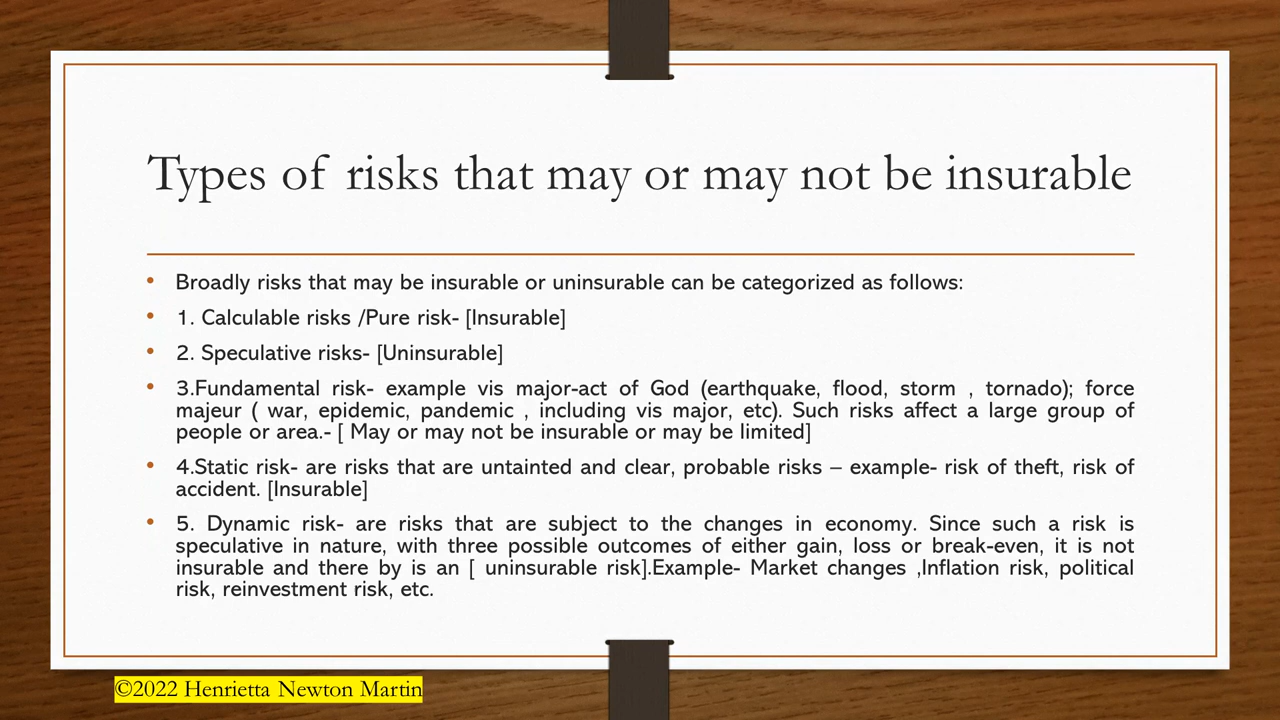 Types of risks that may or may not be insurable
• Broadly risks that may be insurable or uninsurable can be categorized as follows:
• 1. Calculable risks /Pure risk- [Insurable]
• 2. Speculative risks- [Uninsurable]
• 3.Fundamental risk- example vis major-act of God (earthquake, flood, storm , tornado); force
majeur ( war, epidemic, pandemic , including vis major, etc). Such risks affect a large group of
people or area.- [ May or may not be insurable or may be limited]
• 4.Static risk- are risks that are untainted and clear, probable risks – example- risk of theft, risk of
accident. [Insurable]
• 5. Dynamic risk- are risks that are subject to the changes in economy. Since such a risk is
speculative in nature, with three possible outcomes of either gain, loss or break-even, it is not
insurable and there by is an [ uninsurable risk].Example- Market changes ,Inflation risk, political
risk, reinvestment risk, etc.
©2022 Henrietta Newton Martin